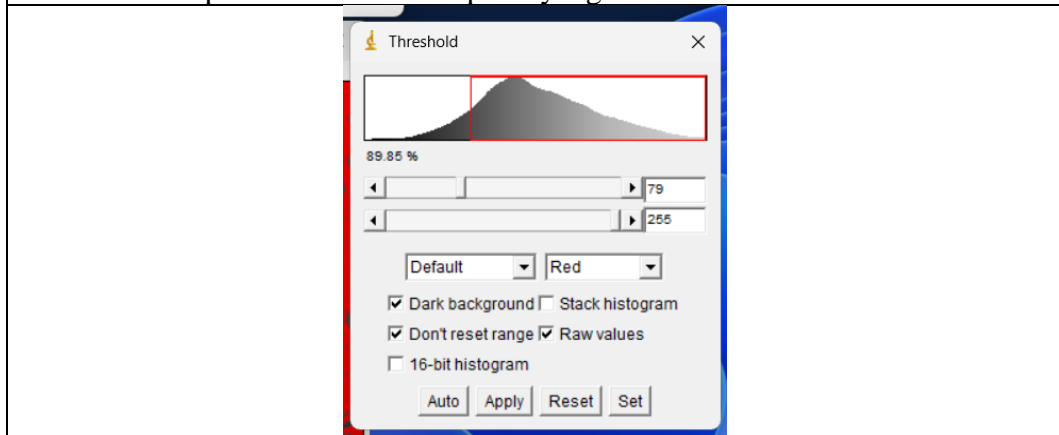 Threshold
89.85 %
79
255
Default Red
Dark background Stack histogram
Don't reset range Raw values
16-bit histogram
Auto Apply Reset Set